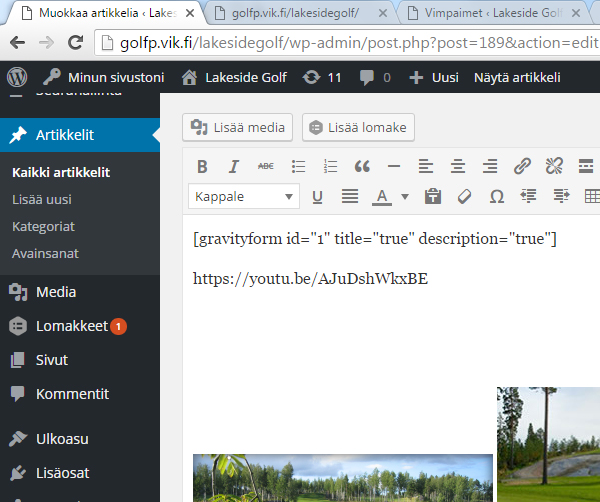 Muokkaa artikkelia ‹ Lakes
golfp.vik.fi/lakesidegolf/
Vimpaimet ‹ Lakeside Gol
golfp.vik.fi/lakesidegolf/wp-admin/post.php?post=189&action=edit
Minun sivustoni
Lakeside Golf
11
0
+ Uusi
Näytä artikkeli
Artikkelit
Kaikki artikkelit
Lisää uusi
Kategoriat
Avainsanat
Media
Lomakkeet 1
Sivut
Kommentit
Ulkoasu
Lisäosat
Lisää media
Lisää lomake
B I ABC
Kappale
U A T Ω
[gravityform id="1" title="true" description="true"]
https://youtu.be/AJuDshWkxBE